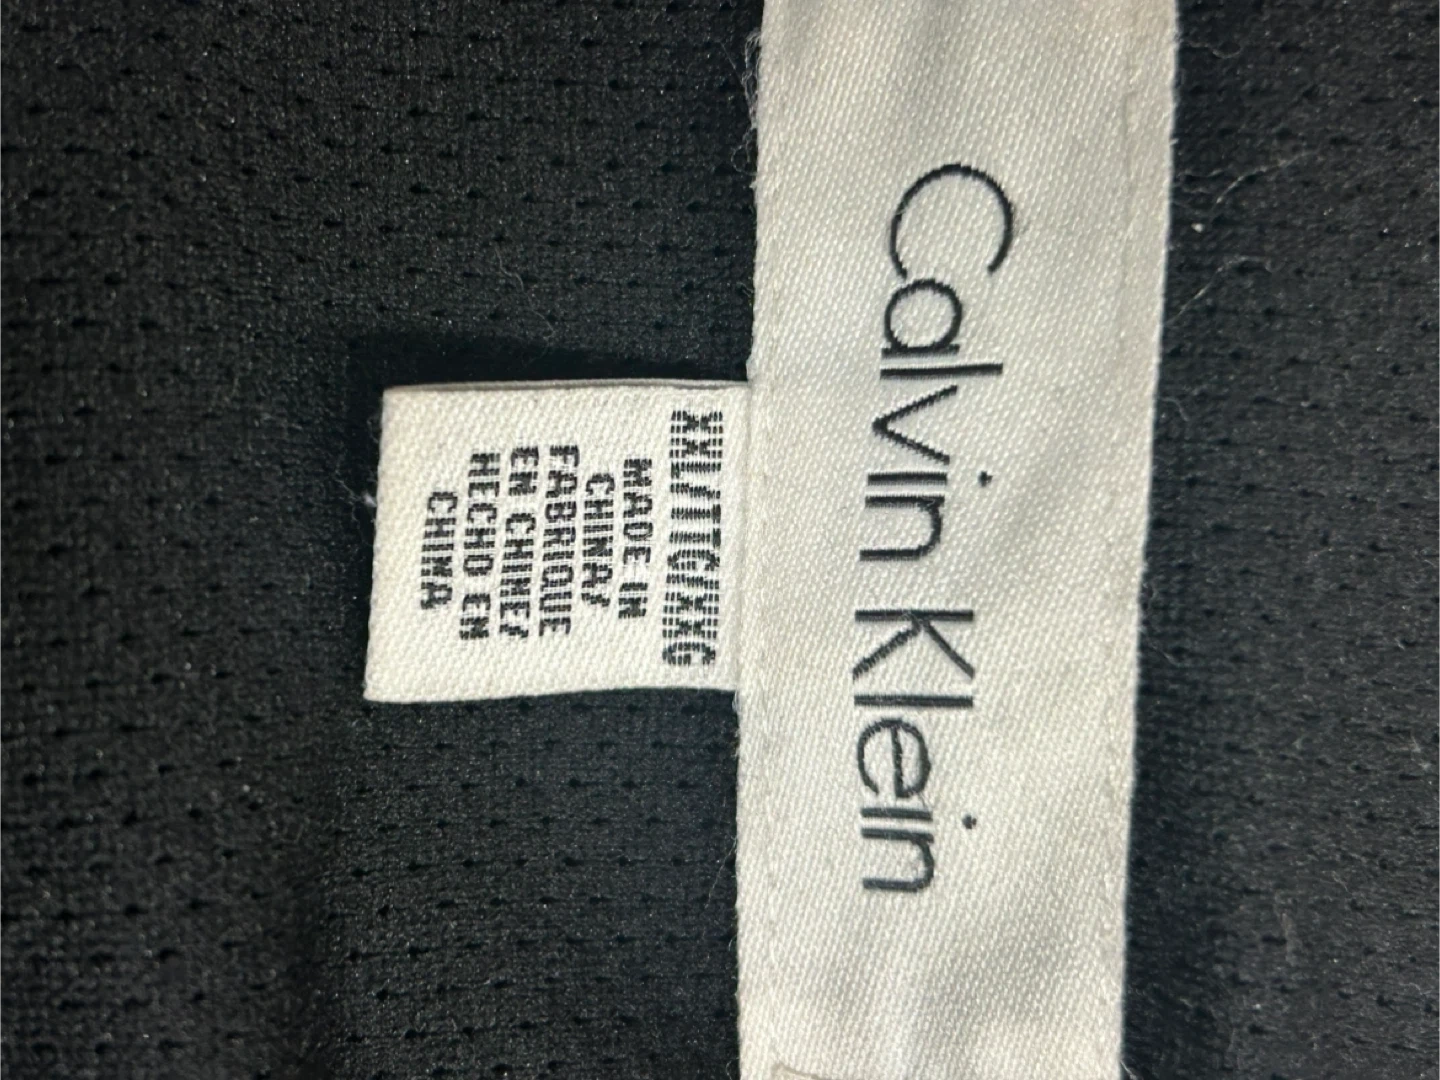 Calvin Klein
XXL/TTG/XXG
MADE IN
CHINA/
FABRIQUE
EN CHINE/
HECHO EN
CHINA